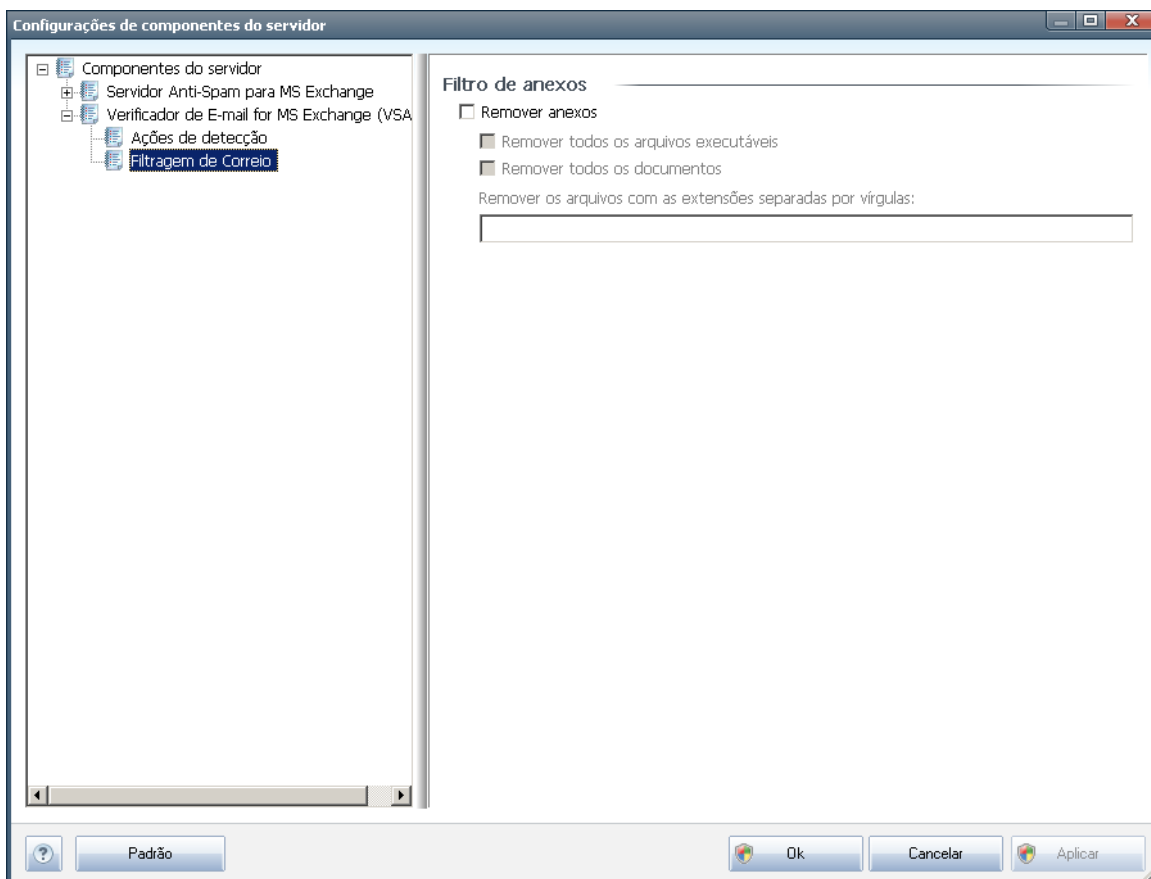 Configurações de componentes do servidor
Componentes do servidor
Servidor Anti-Spam para MS Exchange
Verificador de E-mail for MS Exchange (VSA
Ações de detecção
Filtragem de Correio
Filtro de anexos
Remover anexos
Remover todos os arquivos executáveis
Remover todos os documentos
Remover os arquivos com as extensões separadas por vírgulas:
? Padrão Ok Cancelar Aplicar